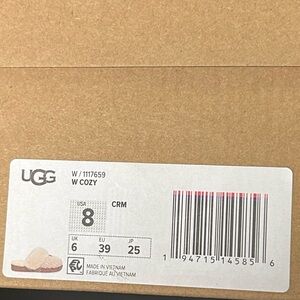 UGG
W / 1117659
W COZY
USA
8
CRM
UK
6
EU
39
JP
25
MADE IN VIETNAM
FABRIQUÉ AU VIETNAM
1 94715 14585 6